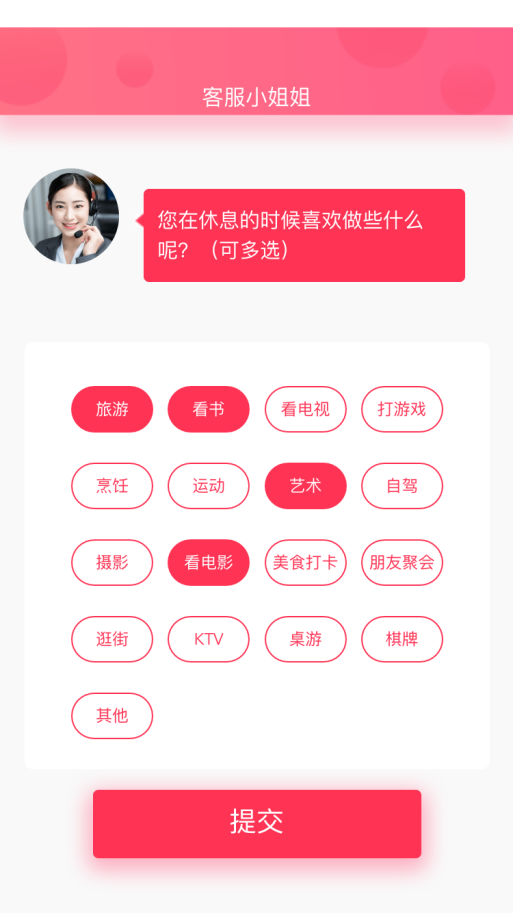 客服小姐姐
您在休息的时候喜欢做些什么
呢？（可多选）
旅游 看书 看电视 打游戏
烹饪 运动 艺术 自驾
摄影 看电影 美食打卡 朋友聚会
逛街 KTV 桌游 棋牌
其他
提交